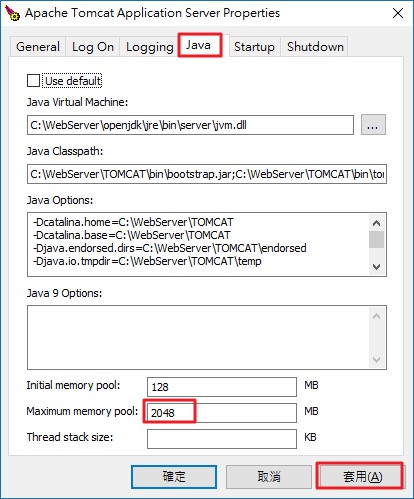 Apache Tomcat Application Server Properties
General Log On Logging Java Startup Shutdown
Use default
Java Virtual Machine:
C:\WebServer\openjdk\jre\bin\server\jvm.dll
...
Java Classpath:
C:\WebServer\TOMCAT\bin\bootstrap.jar;C:\WebServer\TOMCAT\bin\tom
Java Options:
-Dcatalina.home=C:\WebServer\TOMCAT
-Dcatalina.base=C:\WebServer\TOMCAT
-Djava.endorsed.dirs=C:\WebServer\TOMCAT\endorsed
-Djava.io.tmpdir=C:\WebServer\TOMCAT\temp
Java 9 Options:
Initial memory pool: 128 MB
Maximum memory pool: 2048 MB
Thread stack size: KB
確定 取消 套用(A)